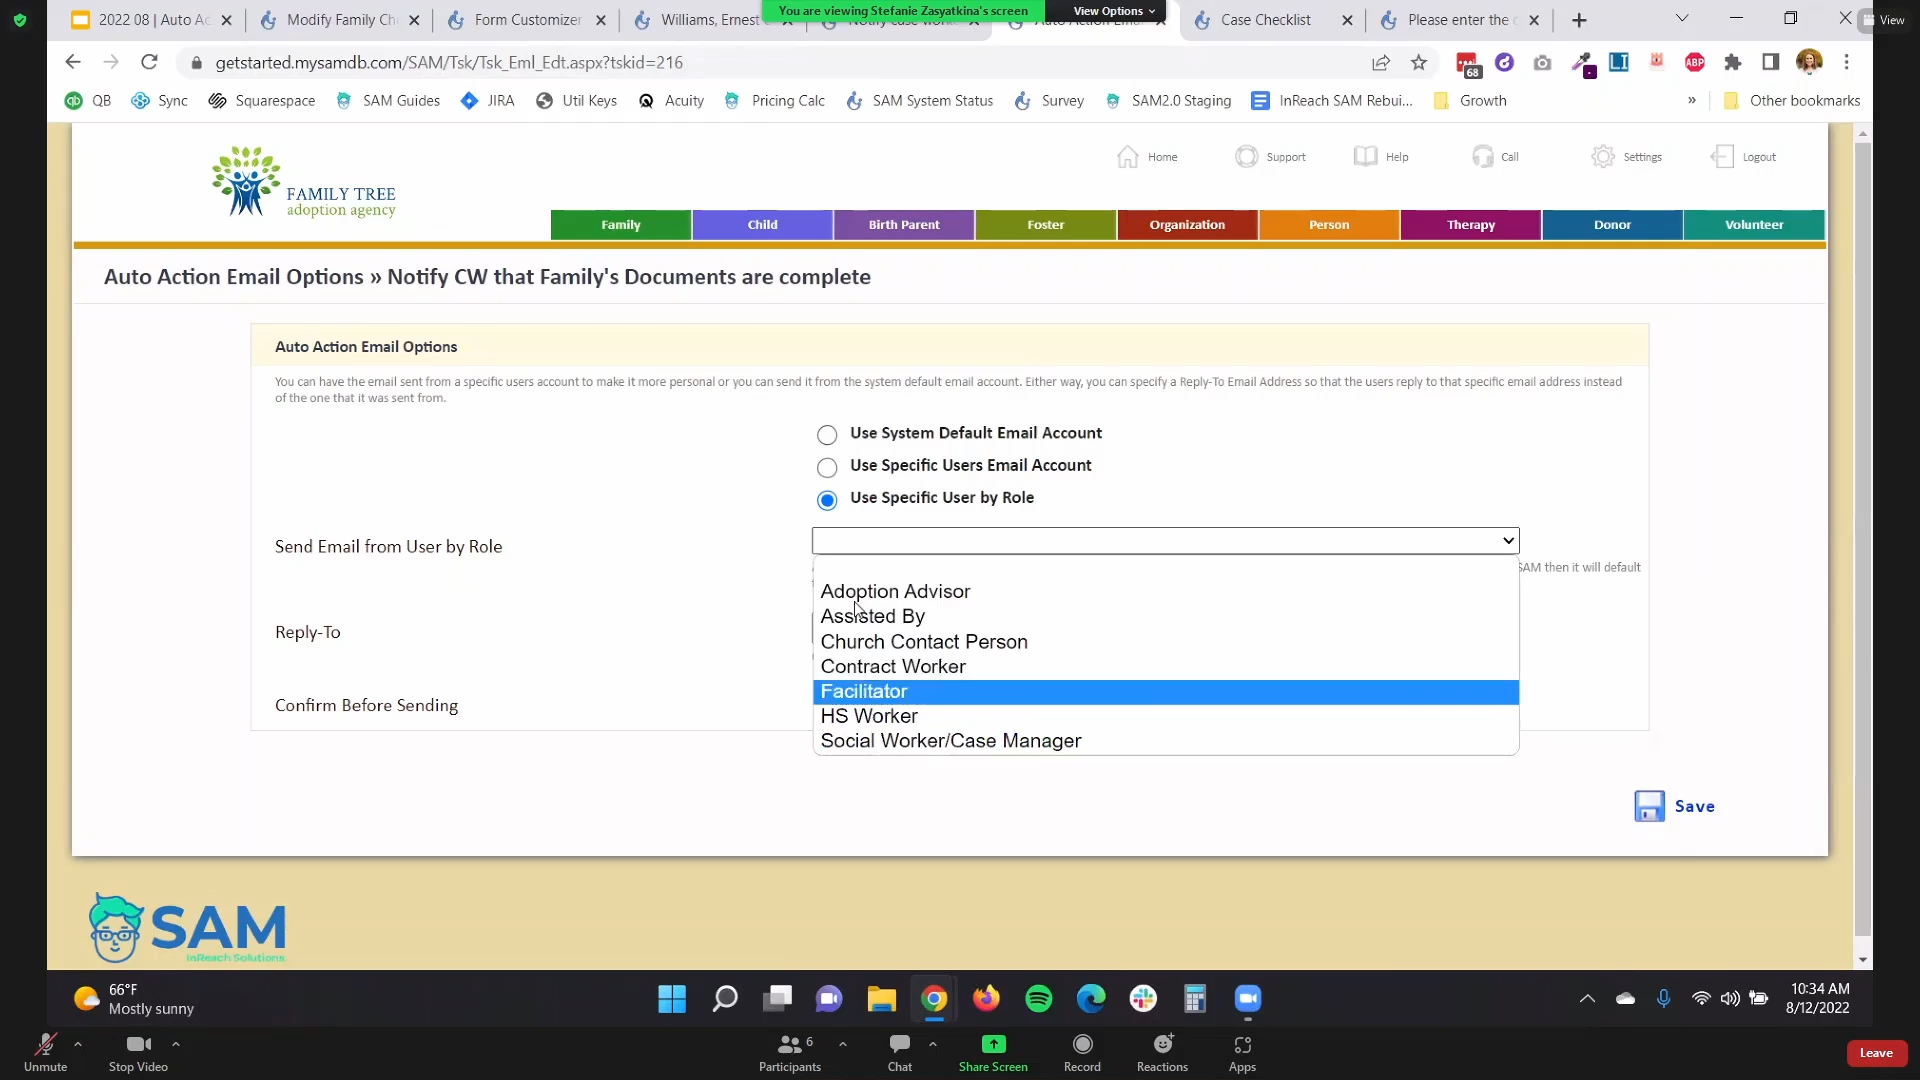 2022 08 | Auto Ac
Modify Family Ch
Form Customizer
Williams, Ernest
You are viewing Stefanie Zasyatkina's screen
View Options
Case Checklist
Please enter the c
View
getstarted.mysamdb.com/SAM/Tsk/Tsk_Eml_Edt.aspx?tskid=216
68
LI
ABP
QB
Sync
Squarespace
SAM Guides
JIRA
Util Keys
Acuity
Pricing Calc
SAM System Status
Survey
SAM2.0 Staging
InReach SAM Rebui...
Growth
»
Other bookmarks
FAMILY TREE
adoption agency
Home
Support
Help
Call
Settings
Logout
Family
Child
Birth Parent
Foster
Organization
Person
Therapy
Donor
Volunteer
Auto Action Email Options » Notify CW that Family's Documents are complete
Auto Action Email Options
You can have the email sent from a specific users account to make it more personal or you can send it from the system default email account. Either way, you can specify a Reply-To Email Address so that the users reply to that specific email address instead
of the one that it was sent from.
Use System Default Email Account
Use Specific Users Email Account
Use Specific User by Role
Send Email from User by Role
SAM then it will default
Adoption Advisor
Assisted By
Reply-To
Church Contact Person
Contract Worker
Facilitator
Confirm Before Sending
HS Worker
Social Worker/Case Manager
Save
SAM
InReach Solutions
66°F
Mostly sunny
10:34 AM
8/12/2022
Unmute
Stop Video
6
Participants
Chat
Share Screen
Record
Reactions
Apps
Leave